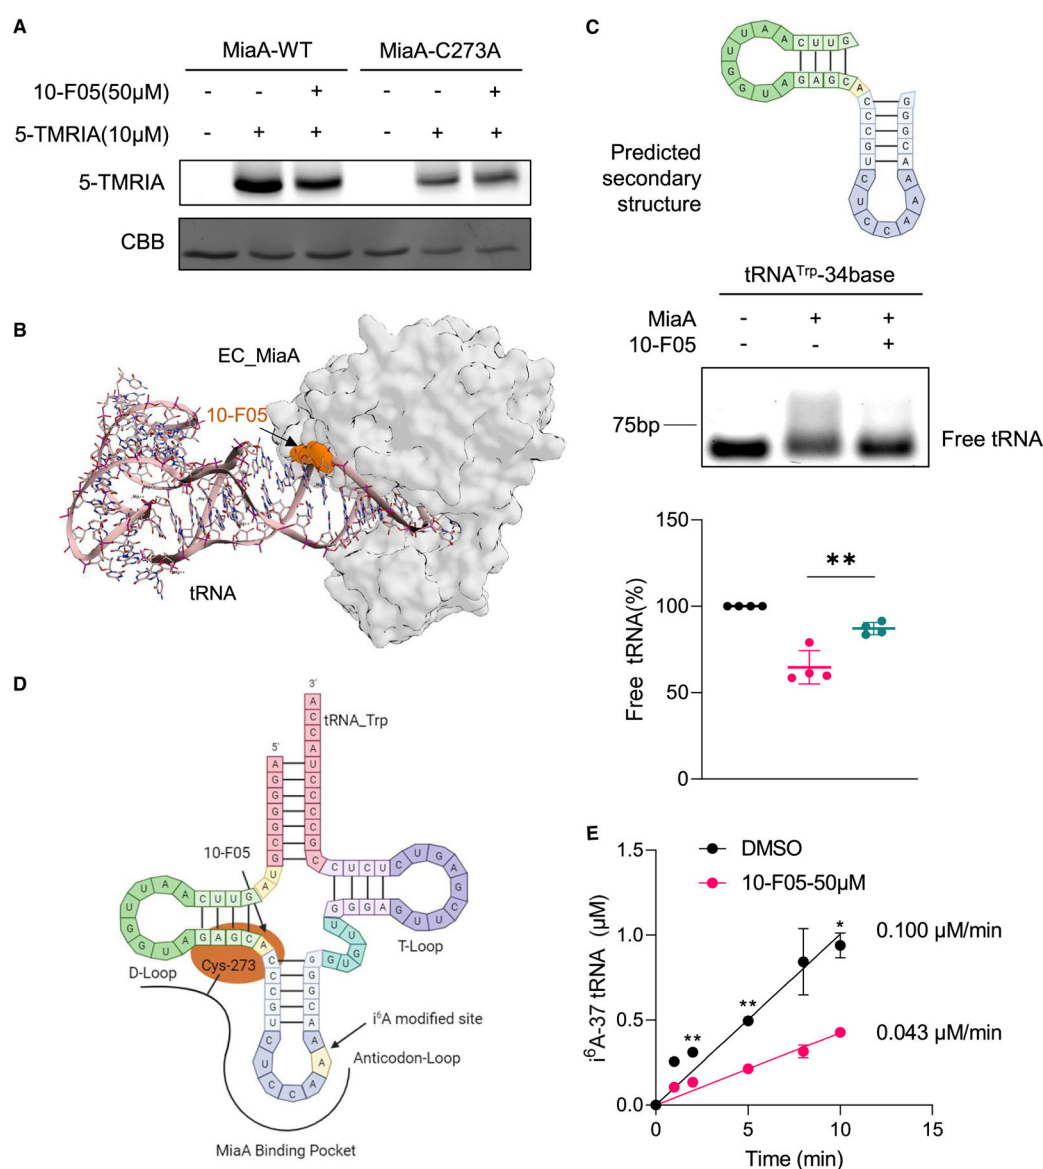 A
MiaA-WT MiaA-C273A
10-F05(50μM) - - + - - +
5-TMRIA(10μM) - + + - + +
5-TMRIA
CBB
B
EC_MiaA
10-F05
tRNA
C
U U A A C U U G
U G G U A G A G C A
C C C G U C U C C A A A A C G G G
Predicted
secondary
structure
tRNA^Trp-34base
MiaA - + +
10-F05 - - +
75bp
Free tRNA
150
**
100
50
0
Free tRNA(%)
D
3'
A
C
C
A
U
C
C
C
C
G
C
tRNA_Trp
5'
A
G
G
G
G
C
G
U
A
10-F05
U U A A C U U G
U G G U A G A G C A
D-Loop
Cys-273
C U C U C U G A G
G G G A G U U C
T-Loop
U U G U G
C C C G U C U C C A A A A C G G G
i⁶A modified site
Anticodon-Loop
MiaA Binding Pocket
E
DMSO
10-F05-50μM
1.5
1.0
0.5
0.0
i⁶A-37 tRNA (μM)
** ** *
0.100 μM/min
0.043 μM/min
0 5 10 15
Time (min)